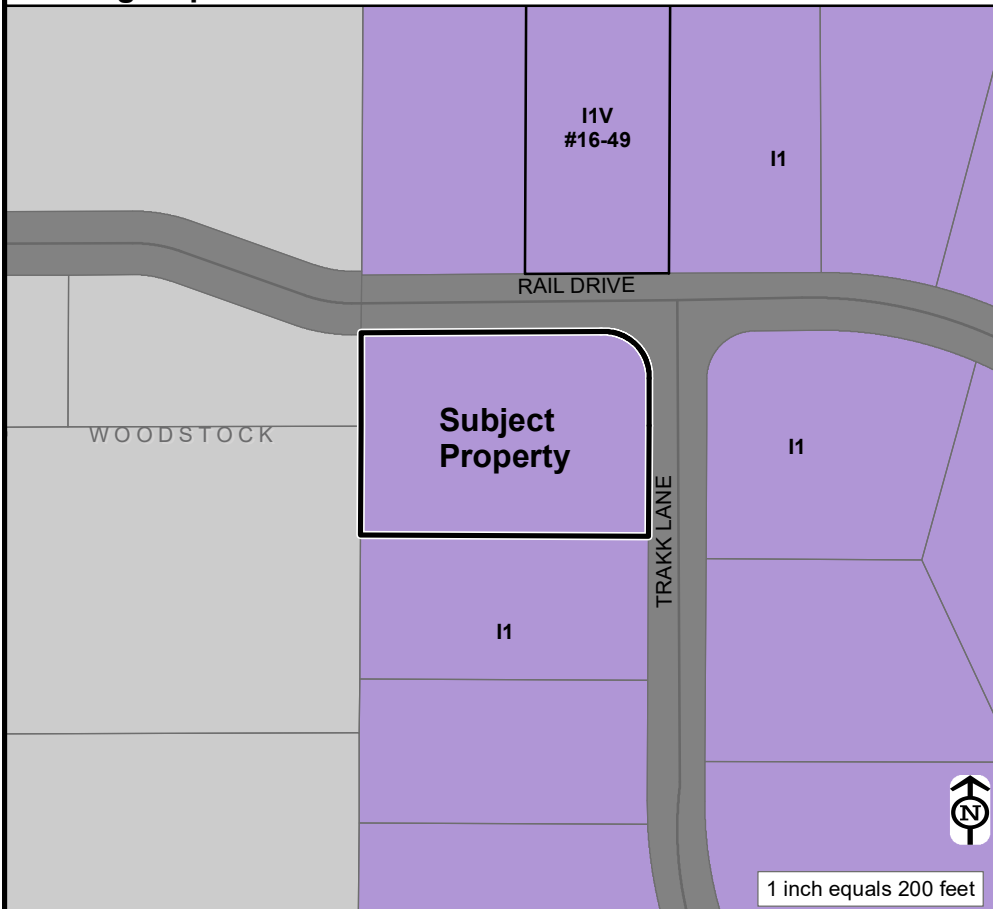 I1V
#16-49
I1
RAIL DRIVE
Subject
Property
WOODSTOCK
I1
TRAKK LANE
I1
N
1 inch equals 200 feet